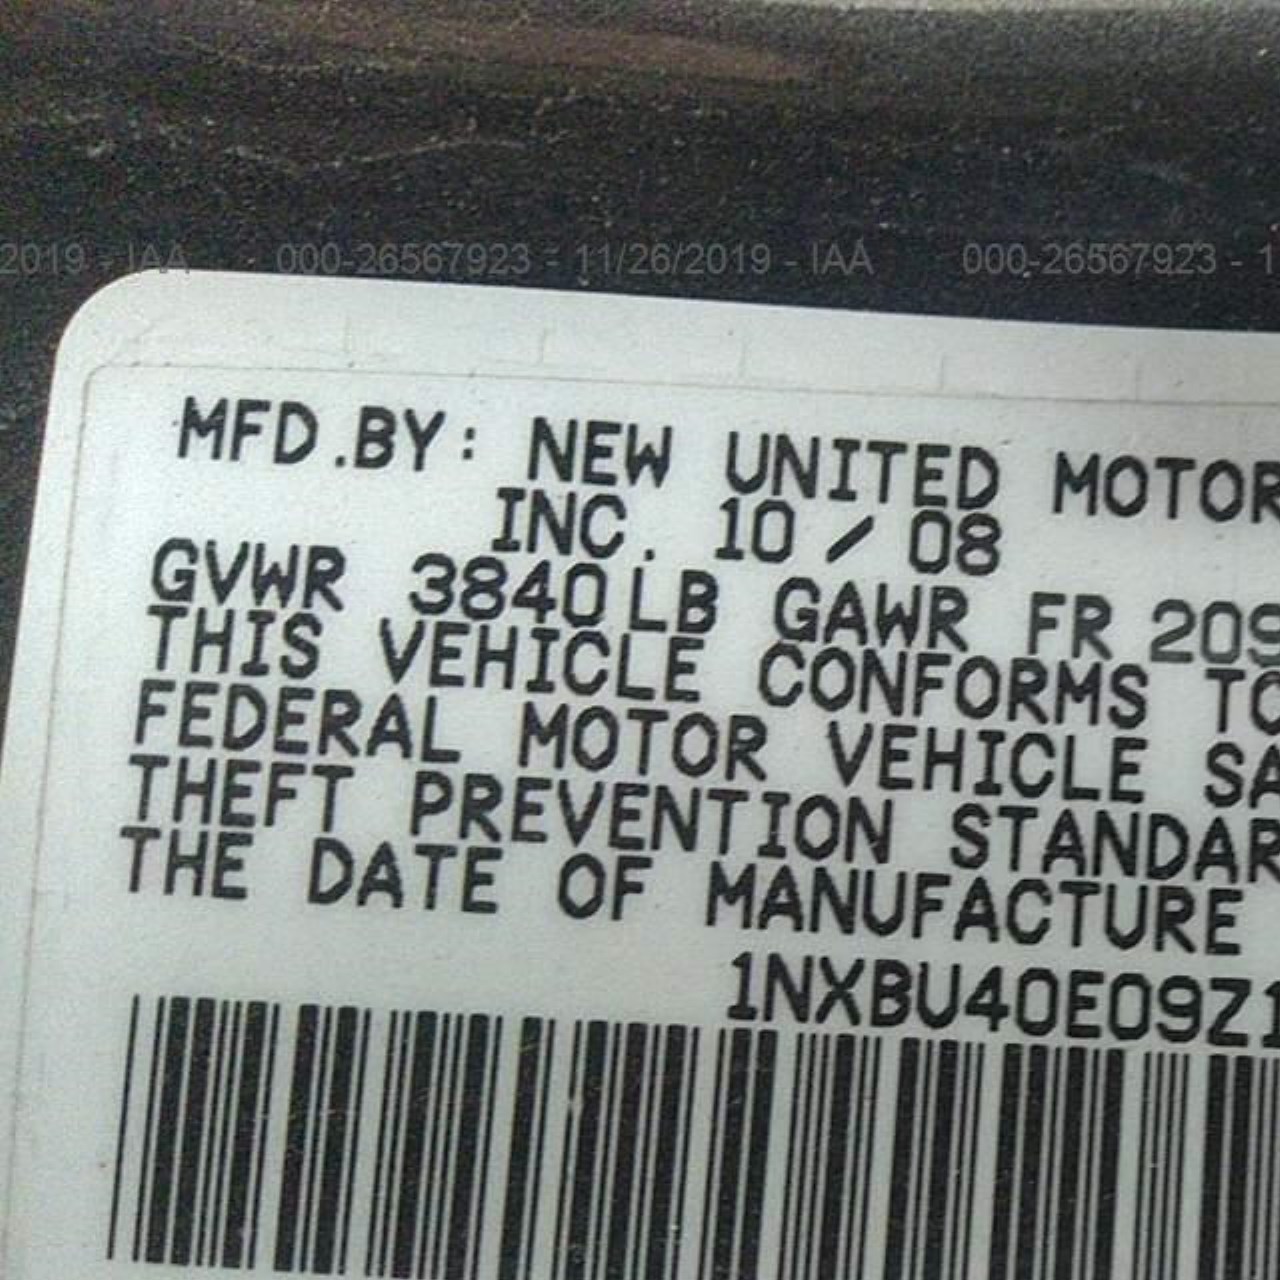 2019 - IAA 000-26567923 - 11/26/2019 - IAA 000-26567923 - 1
MFD.BY: NEW UNITED MOTOR
INC. 10/08
GVWR 3840LB GAWR FR 209
THIS VEHICLE CONFORMS TO
FEDERAL MOTOR VEHICLE SA
THEFT PREVENTION STANDAR
THE DATE OF MANUFACTURE
1NXBU40E09Z1